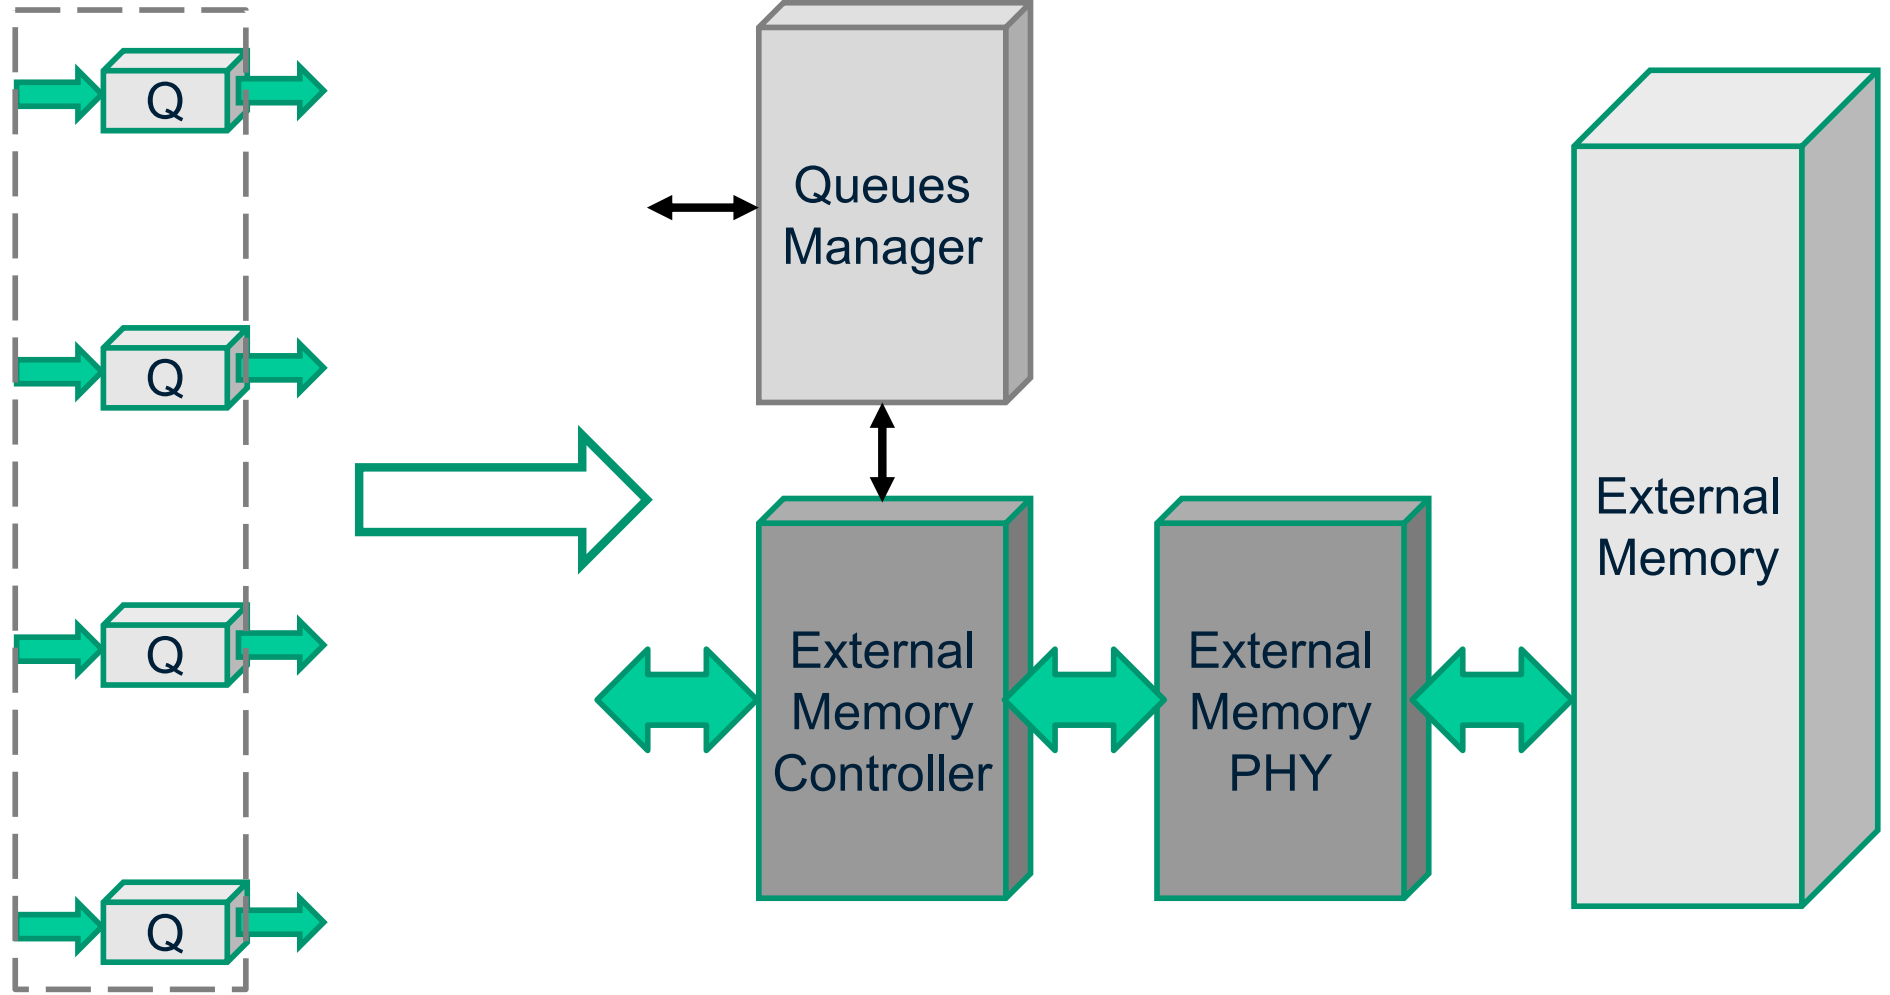 Q
Q
Q
Q
Queues
Manager
External
Memory
Controller
External
Memory
PHY
External
Memory